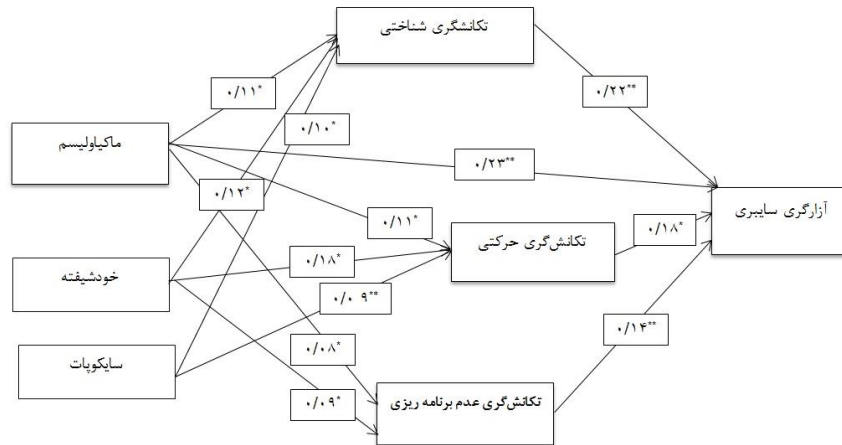 تکانشگری شناختی
۰/۱۱*
۰/۲۲**
۰/۱۰*
ماکیاولیسم
۰/۲۳**
۰/۱۲*
آزارگری سایبری
۰/۱۱*
تکانش‌گری حرکتی
۰/۱۸*
۰/۱۸*
خودشیفته
۰/۰۹**
۰/۱۴**
۰/۰۸*
سایکوپات
۰/۰۹*
تکانش‌گری عدم برنامه ریزی